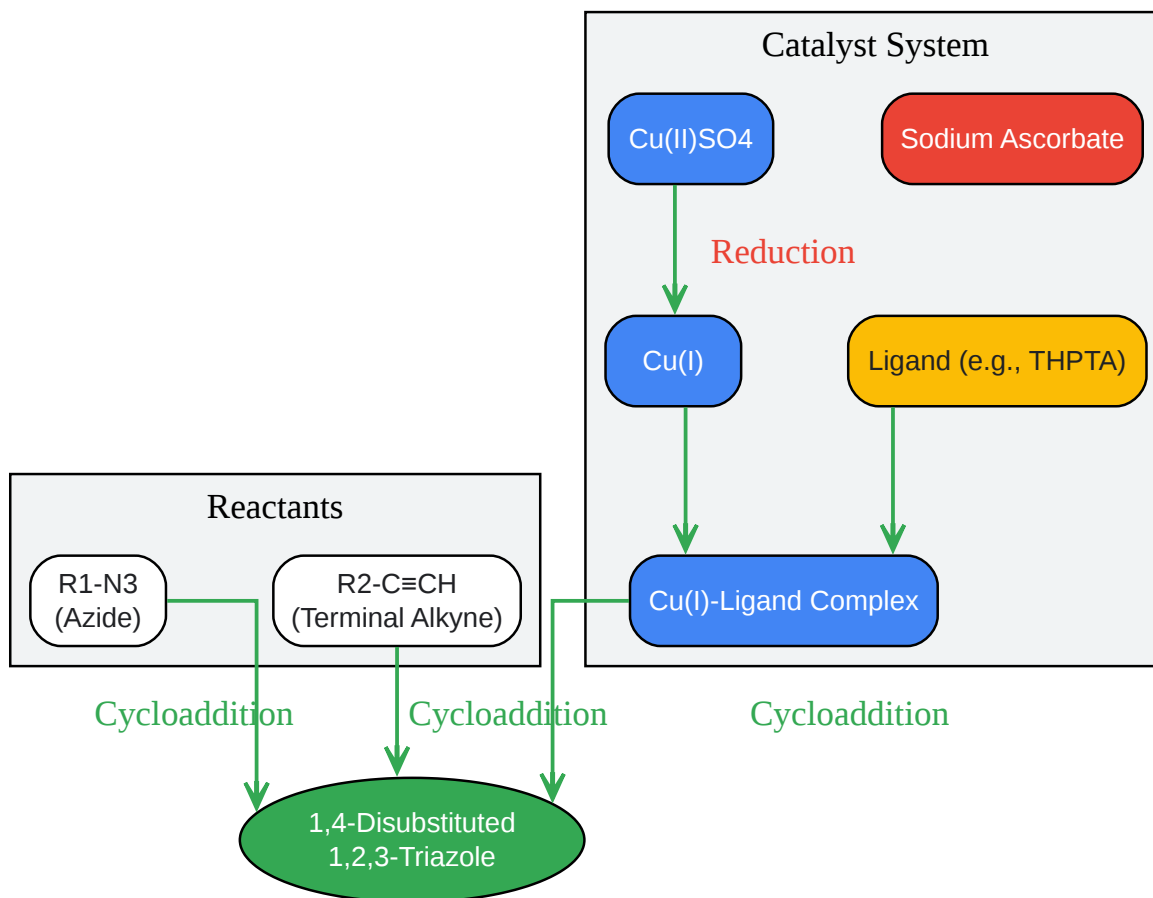 Catalyst System
Cu(II)SO4
Sodium Ascorbate
Reduction
Cu(I)
Ligand (e.g., THPTA)
Reactants
R1-N3
(Azide)
R2-C≡CH
(Terminal Alkyne)
Cu(I)-Ligand Complex
Cycloaddition
Cycloaddition
Cycloaddition
1,4-Disubstituted
1,2,3-Triazole